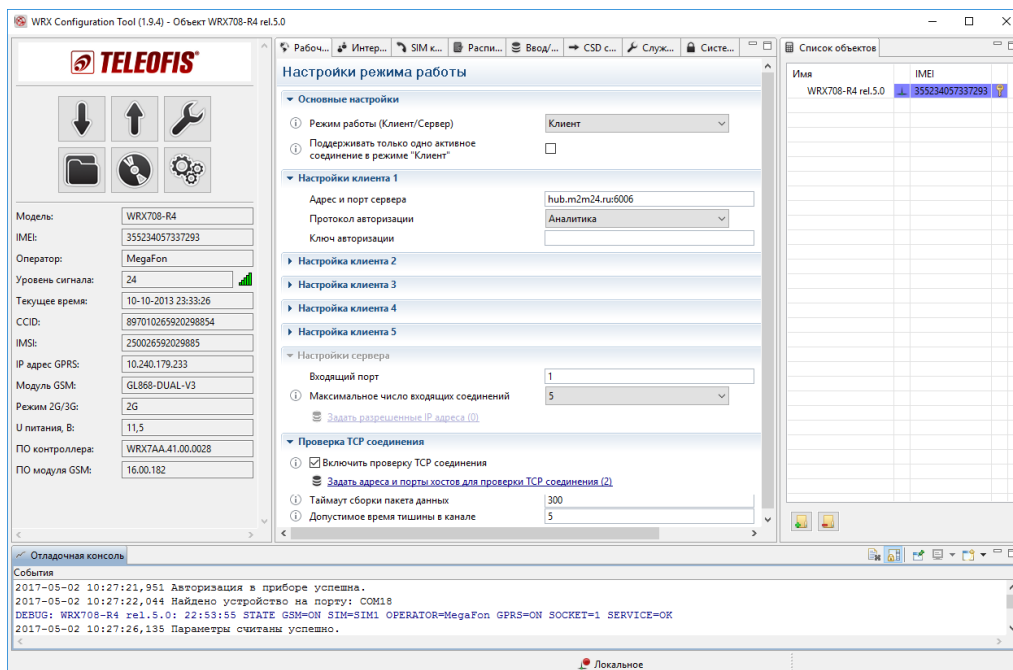 WRX Configuration Tool (1.9.4) - Объект WRX708-R4 rel.5.0
TELEOFIS®
Модель: WRX708-R4
IMEI: 355234057337293
Оператор: MegaFon
Уровень сигнала: 24
Текущее время: 10-10-2013 23:33:26
CCID: 897010265920298854
IMSI: 250026592029885
IP адрес GPRS: 10.240.179.233
Модуль GSM: GL868-DUAL-V3
Режим 2G/3G: 2G
U питания, В: 11,5
ПО контроллера: WRX7AA.41.00.0028
ПО модуля GSM: 16.00.182
Рабоч... Интер... SIM к... Распи... Ввод/... CSD с... Служ... Систе...
Настройки режима работы
Основные настройки
Режим работы (Клиент/Сервер) Клиент
Поддерживать только одно активное
соединение в режиме "Клиент"
Настройки клиента 1
Адрес и порт сервера hub.m2m24.ru:6006
Протокол авторизации Аналитика
Ключ авторизации
Настройка клиента 2
Настройка клиента 3
Настройка клиента 4
Настройка клиента 5
Настройки сервера
Входящий порт 1
Максимальное число входящих соединений 5
Задать разрешенные IP адреса (0)
Проверка TCP соединения
Включить проверку TCP соединения
Задать адреса и порты хостов для проверки TCP соединения (2)
Таймаут сборки пакета данных 300
Допустимое время тишины в канале 5
Список объектов
Имя IMEI
WRX708-R4 rel.5.0 355234057337293
Отладочная консоль
События
2017-05-02 10:27:21,951 Авторизация в приборе успешна.
2017-05-02 10:27:22,044 Найдено устройство на порту: COM18
DEBUG: WRX708-R4 rel.5.0: 22:53:55 STATE GSM=ON SIM=SIM1 OPERATOR=MegaFon GPRS=ON SOCKET=1 SERVICE=OK
2017-05-02 10:27:26,135 Параметры считаны успешно.
Локальное